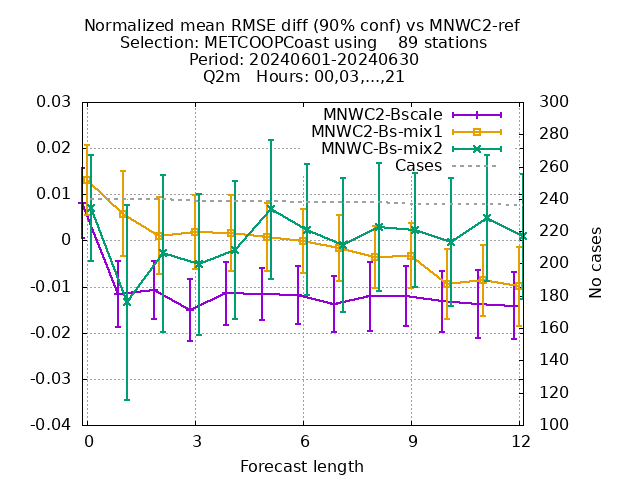 Normalized mean RMSE diff (90% conf) vs MNWC2-ref
Selection: METCOOPCoast using    89 stations
Period: 20240601-20240630
Q2m   Hours: 00,03,...,21
MNWC2-Bscale
MNWC2-Bs-mix1
MNWC-Bs-mix2
Cases
0.03
0.02
0.01
0
-0.01
-0.02
-0.03
-0.04
300
280
260
240
220
200
180
160
140
120
100
No cases
0 3 6 9 12
Forecast length